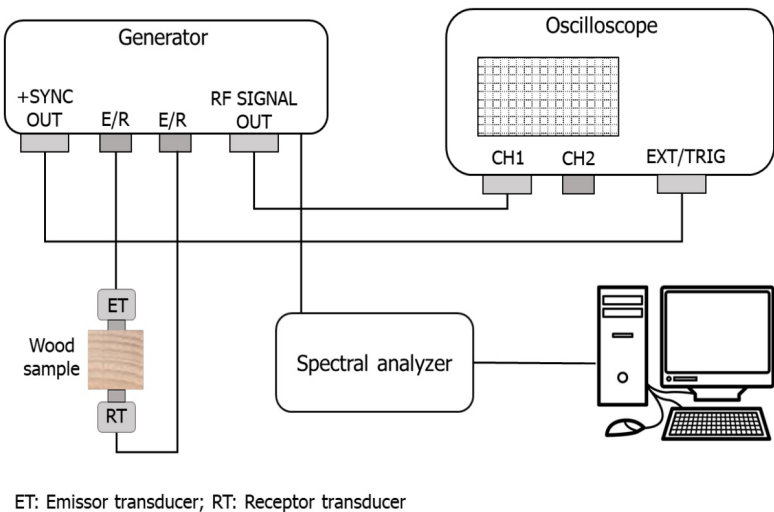 Generator
+SYNC
OUT
E/R
E/R
RF SIGNAL
OUT
Oscilloscope
CH1
CH2
EXT/TRIG
ET
Wood
sample
RT
Spectral analyzer
ET: Emissor transducer; RT: Receptor transducer